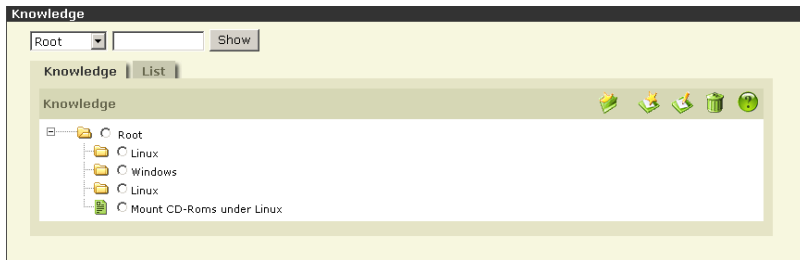 Knowledge
Root Show
Knowledge List
Knowledge
Root
Linux
Windows
Linux
Mount CD-Roms under Linux